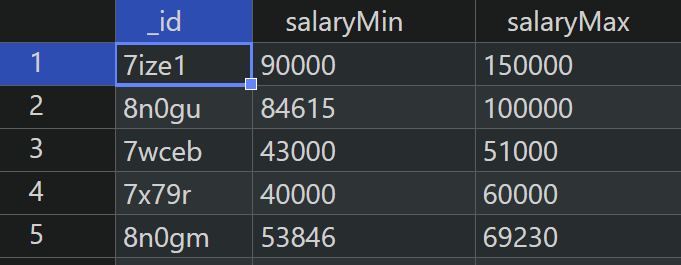 _id salaryMin salaryMax
1 7ize1 90000 150000
2 8n0gu 84615 100000
3 7wceb 43000 51000
4 7x79r 40000 60000
5 8n0gm 53846 69230